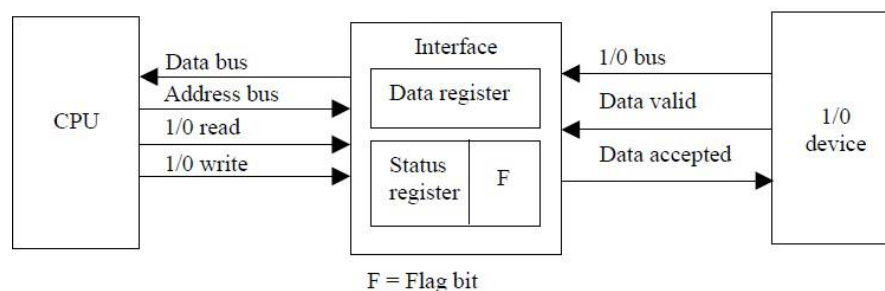 Interface
Data bus
1/0 bus
Data register
Address bus
Data valid
CPU
1/0 read
1/0
device
Data accepted
1/0 write
Status
register
F
F = Flag bit